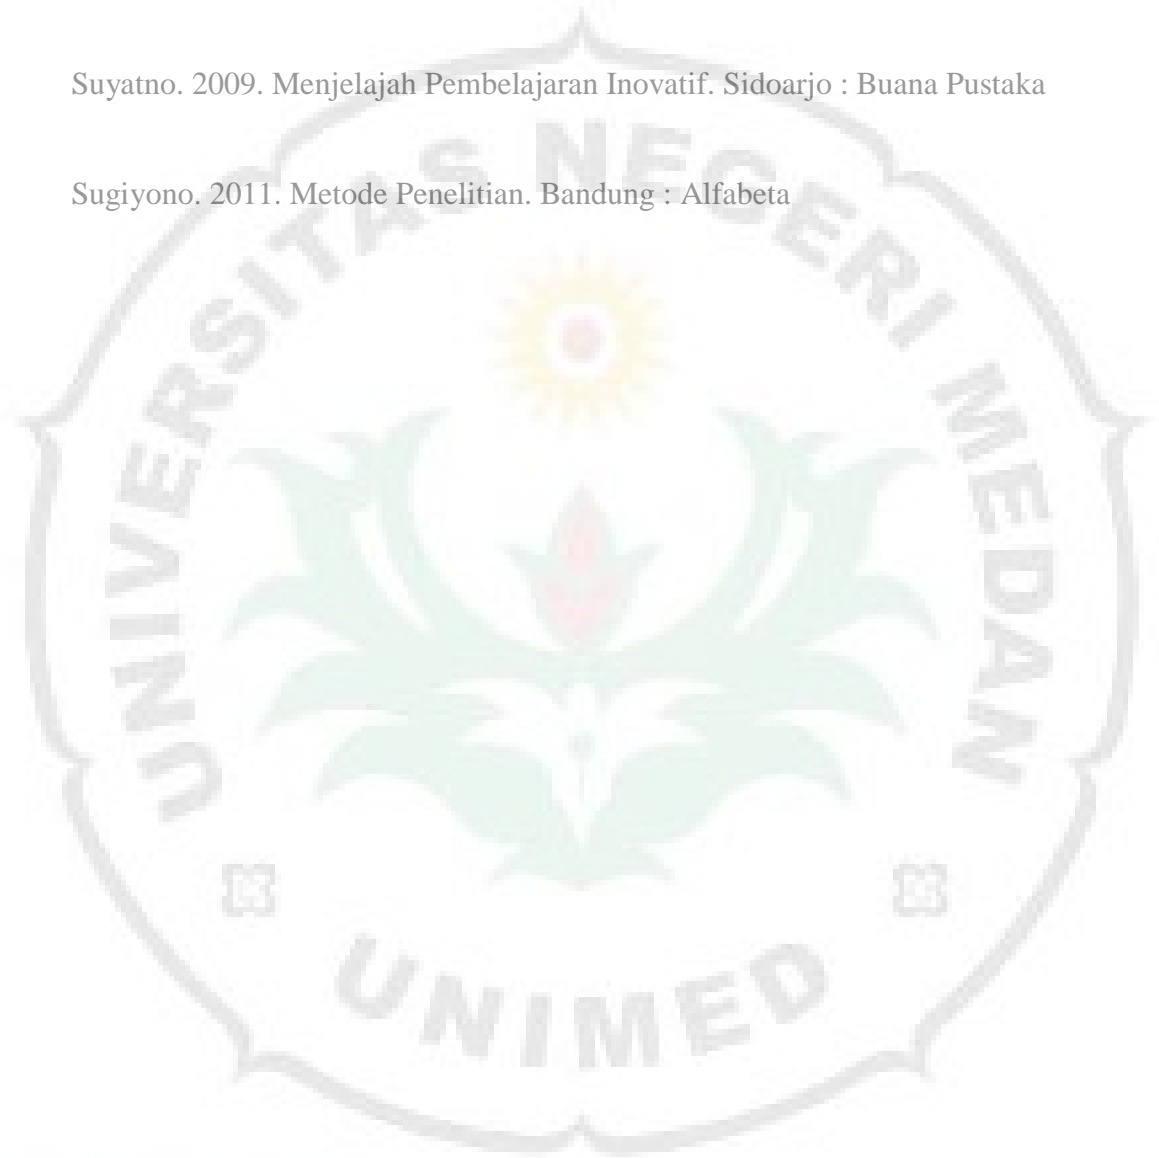 Suyatno. 2009. Menjelajah Pembelajaran Inovatif. Sidoarjo : Buana Pustaka
Sugiyono. 2011. Metode Penelitian. Bandung : Alfabeta
UNIVERSITAS NEGERI MEDAN
UNIMED